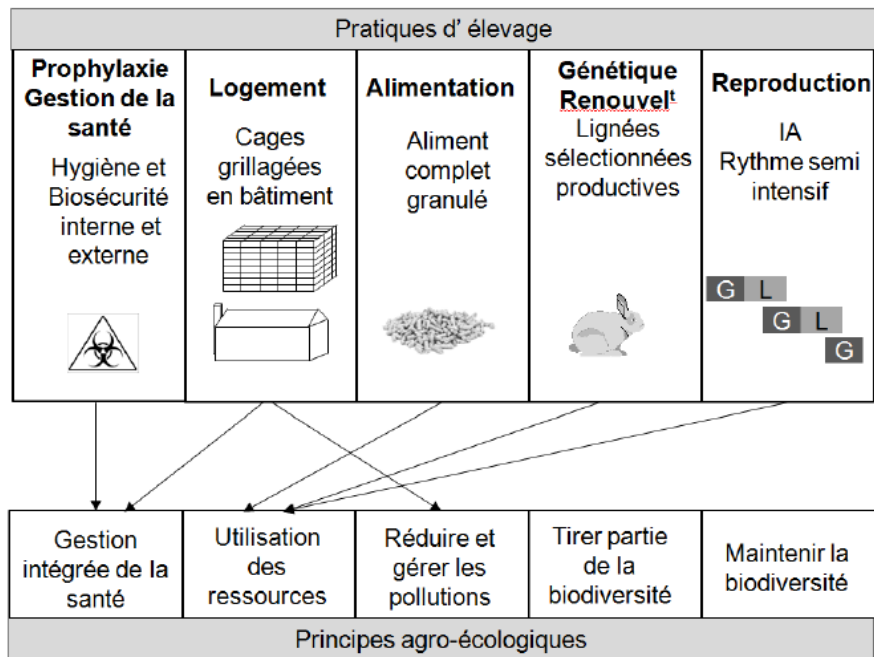 Pratiques d' élevage
Prophylaxie
Gestion de la
santé
Hygiène et
Biosécurité
interne et
externe
Logement
Cages
grillagées
en bâtiment
Alimentation
Aliment
complet
granulé
Génétique
Renouvelᵗ
Lignées
sélectionnées
productives
Reproduction
IA
Rythme semi
intensif
G L
G L
G
Gestion
intégrée de la
santé
Utilisation
des
ressources
Réduire et
gérer les
pollutions
Tirer partie
de la
biodiversité
Maintenir la
biodiversité
Principes agro-écologiques